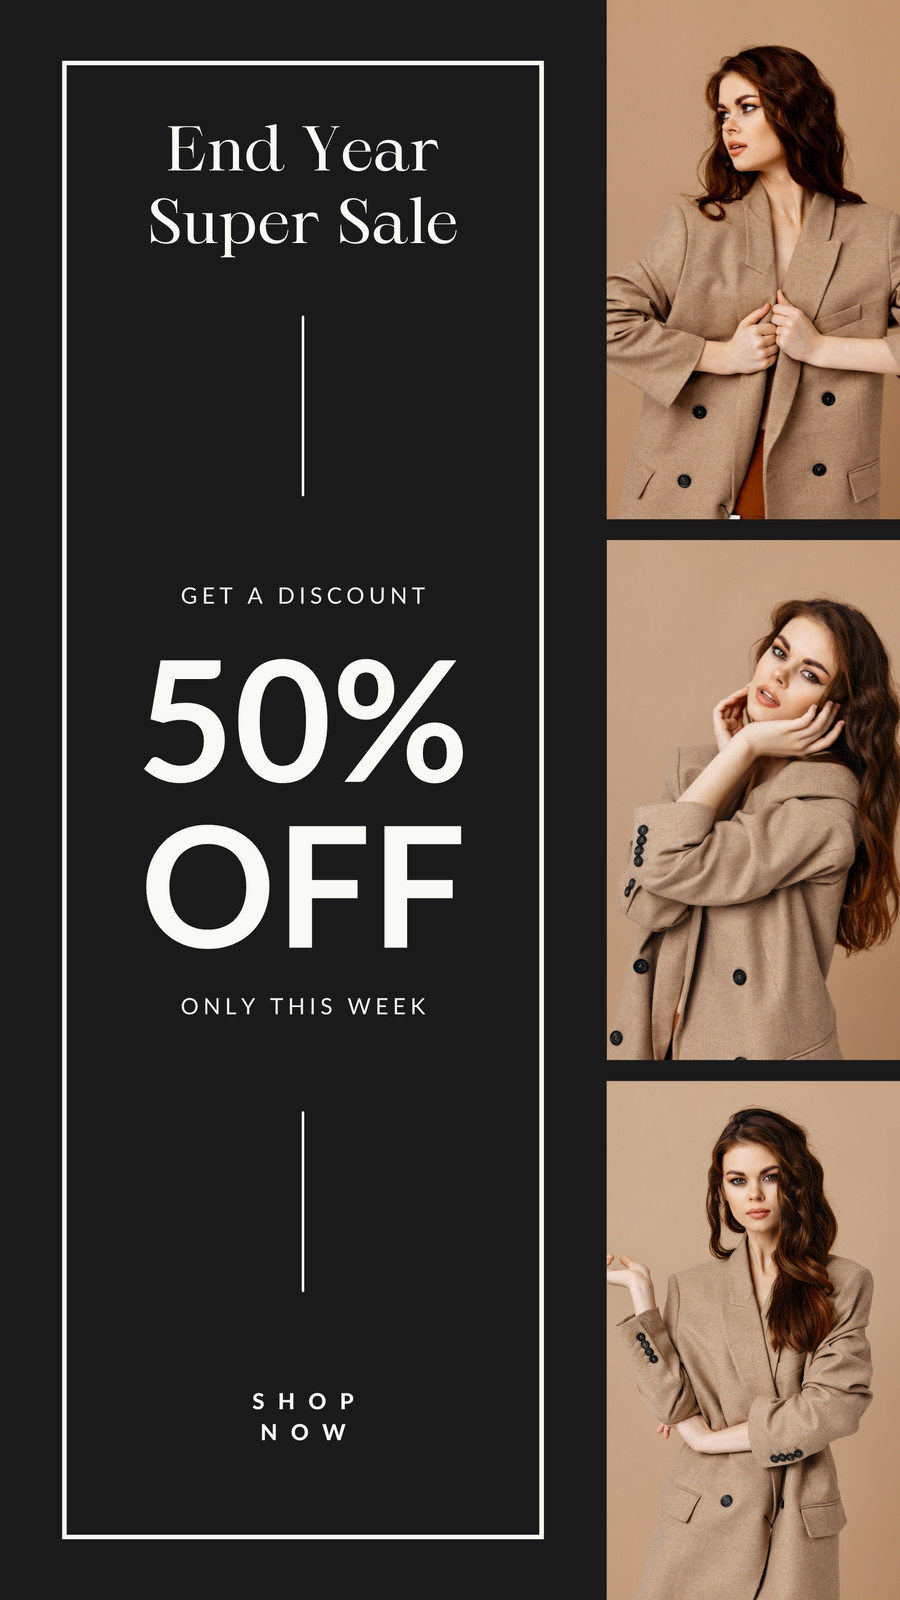 End Year
Super Sale
GET A DISCOUNT
50%
OFF
ONLY THIS WEEK
SHOP
NOW